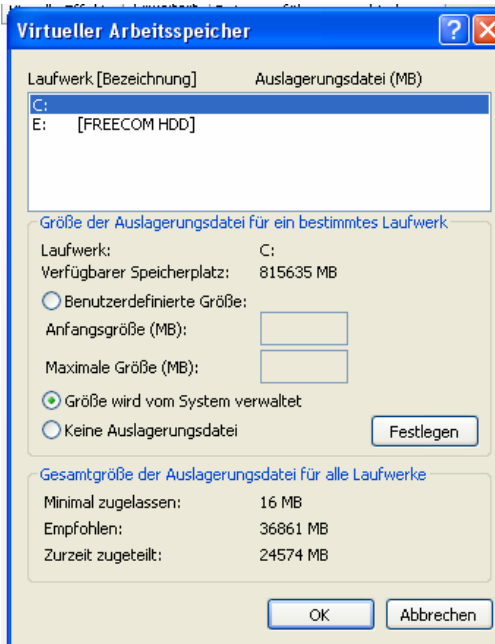 Virtueller Arbeitsspeicher
Laufwerk [Bezeichnung] Auslagerungsdatei (MB)
C:
E: [FREECOM HDD]
Größe der Auslagerungsdatei für ein bestimmtes Laufwerk
Laufwerk: C:
Verfügbarer Speicherplatz: 815635 MB
Benutzerdefinierte Größe:
Anfangsgröße (MB):
Maximale Größe (MB):
Größe wird vom System verwaltet
Keine Auslagerungsdatei
Festlegen
Gesamtgröße der Auslagerungsdatei für alle Laufwerke
Minimal zugelassen: 16 MB
Empfohlen: 36861 MB
Zurzeit zugeteilt: 24574 MB
OK Abbrechen